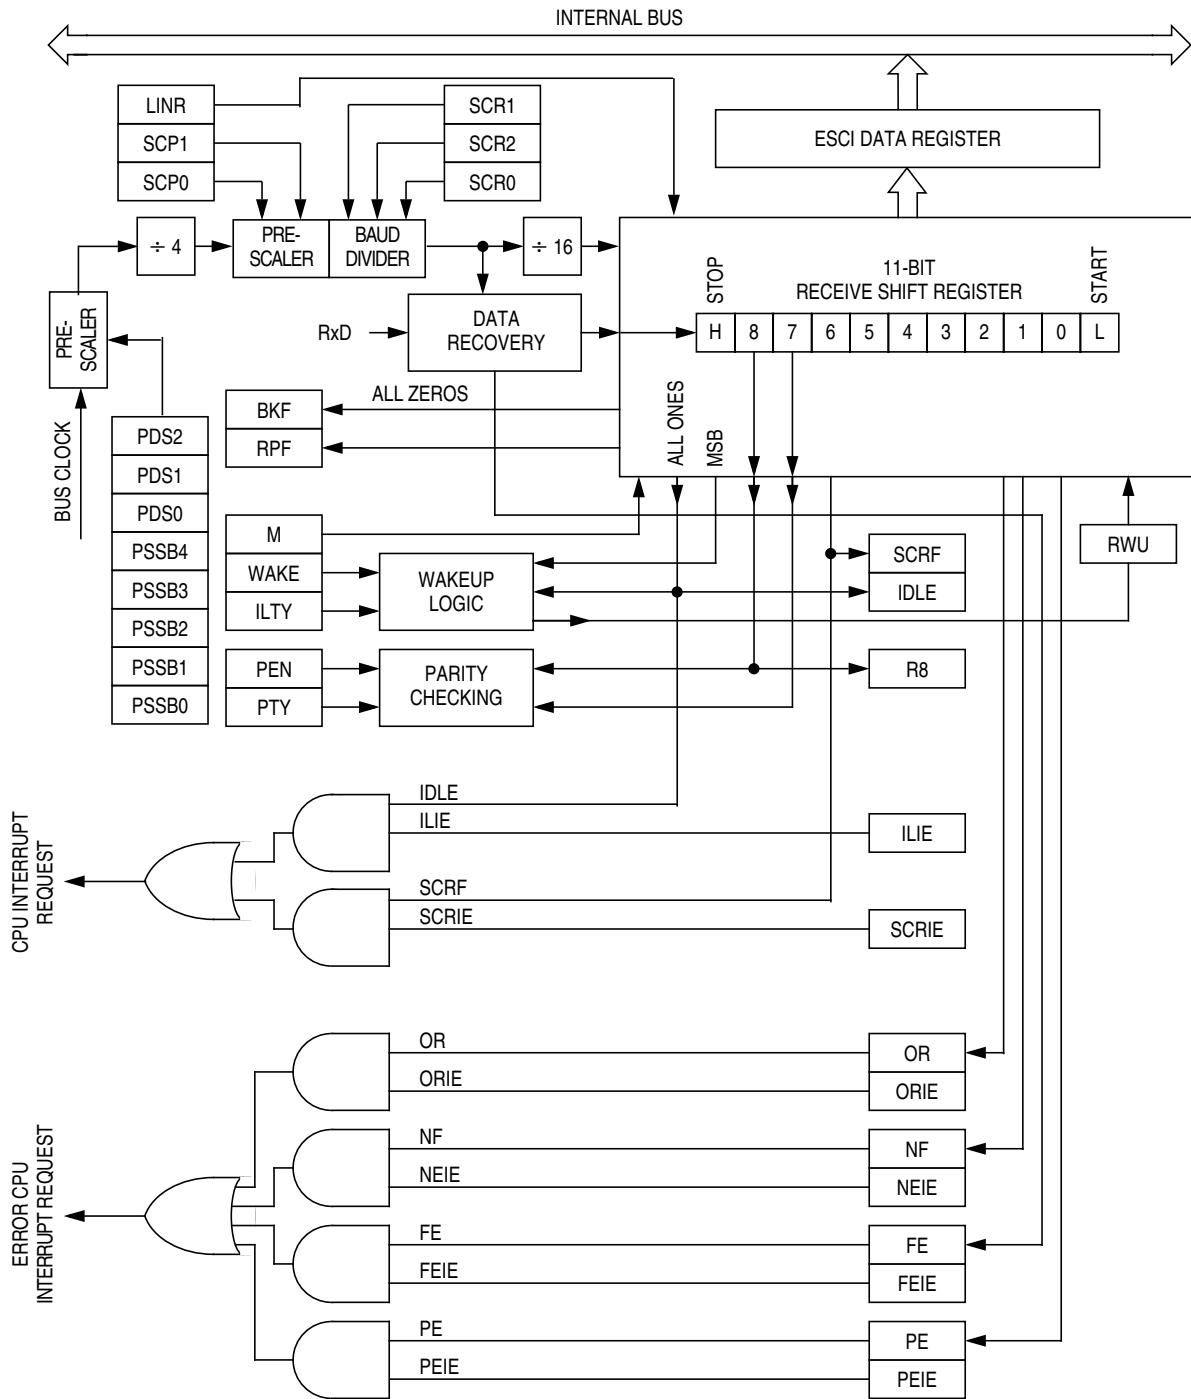 INTERNAL BUS
LINR
SCP1
SCP0
SCR1
SCR2
SCR0
ESCI DATA REGISTER
÷ 4
PRE-
SCALER
BAUD
DIVIDER
÷ 16
PRE-
SCALER
BUS CLOCK
RxD
DATA
RECOVERY
STOP
11-BIT
RECEIVE SHIFT REGISTER
START
H
8
7
6
5
4
3
2
1
0
L
ALL ZEROS
ALL ONES
MSB
BKF
RPF
PDS2
PDS1
PDS0
PSSB4
PSSB3
PSSB2
PSSB1
PSSB0
M
WAKE
ILTY
WAKEUP
LOGIC
SCRF
IDLE
RWU
PEN
PTY
PARITY
CHECKING
R8
CPU INTERRUPT
REQUEST
IDLE
ILIE
ILIE
SCRF
SCRIE
SCRIE
ERROR CPU
INTERRUPT REQUEST
OR
ORIE
OR
ORIE
NF
NEIE
NF
NEIE
FE
FEIE
FE
FEIE
PE
PEIE
PE
PEIE